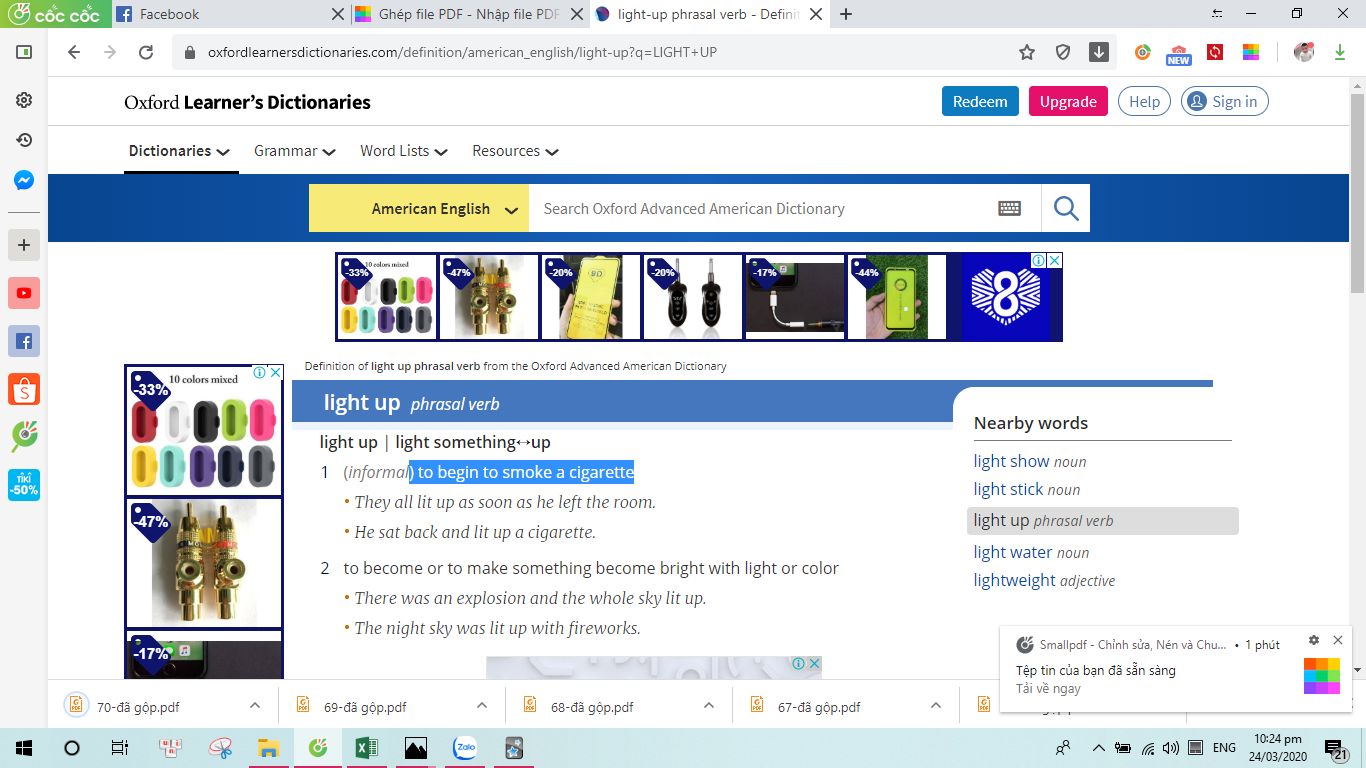 cốc cốc
Facebook
Ghép file PDF - Nhập file PDF
light-up phrasal verb - Defini
oxfordlearnersdictionaries.com/definition/american_english/light-up?q=LIGHT+UP
NEW
Oxford Learner's Dictionaries
Redeem
Upgrade
Help
Sign in
Dictionaries
Grammar
Word Lists
Resources
American English
Search Oxford Advanced American Dictionary
-33%
10 colors mixed
-47%
-20%
9D
-20%
-17%
-44%
8
Definition of light up phrasal verb from the Oxford Advanced American Dictionary
-33%
10 colors mixed
-47%
-17%
light up phrasal verb
light up | light something↔up
1 (informal) to begin to smoke a cigarette
• They all lit up as soon as he left the room.
• He sat back and lit up a cigarette.
2 to become or to make something become bright with light or color
• There was an explosion and the whole sky lit up.
• The night sky was lit up with fireworks.
Nearby words
light show noun
light stick noun
light up phrasal verb
light water noun
lightweight adjective
TIKI
-50%
Smallpdf - Chỉnh sửa, Nén và Chu... • 1 phút
Tệp tin của bạn đã sẵn sàng
Tải về ngay
70-đã gộp.pdf
69-đã gộp.pdf
68-đã gộp.pdf
67-đã gộp.pdf
Zalo
ENG
10:24 pm
24/03/2020
21